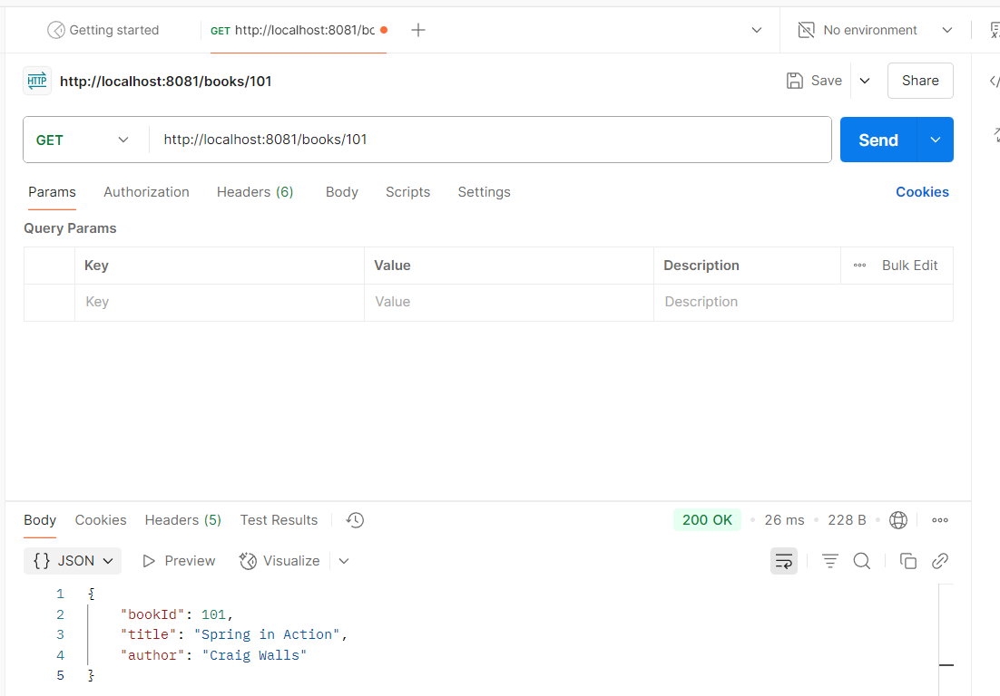 Getting started
GET http://localhost:8081/bc
No environment
HTTP http://localhost:8081/books/101
Save
Share
GET
http://localhost:8081/books/101
Send
Params
Authorization
Headers (6)
Body
Scripts
Settings
Cookies
Query Params
Key
Value
Description
Bulk Edit
Key
Value
Description
Body
Cookies
Headers (5)
Test Results
200 OK
26 ms
228 B
{} JSON
Preview
Visualize
1 {
2 "bookId": 101,
3 "title": "Spring in Action",
4 "author": "Craig Walls"
5 }